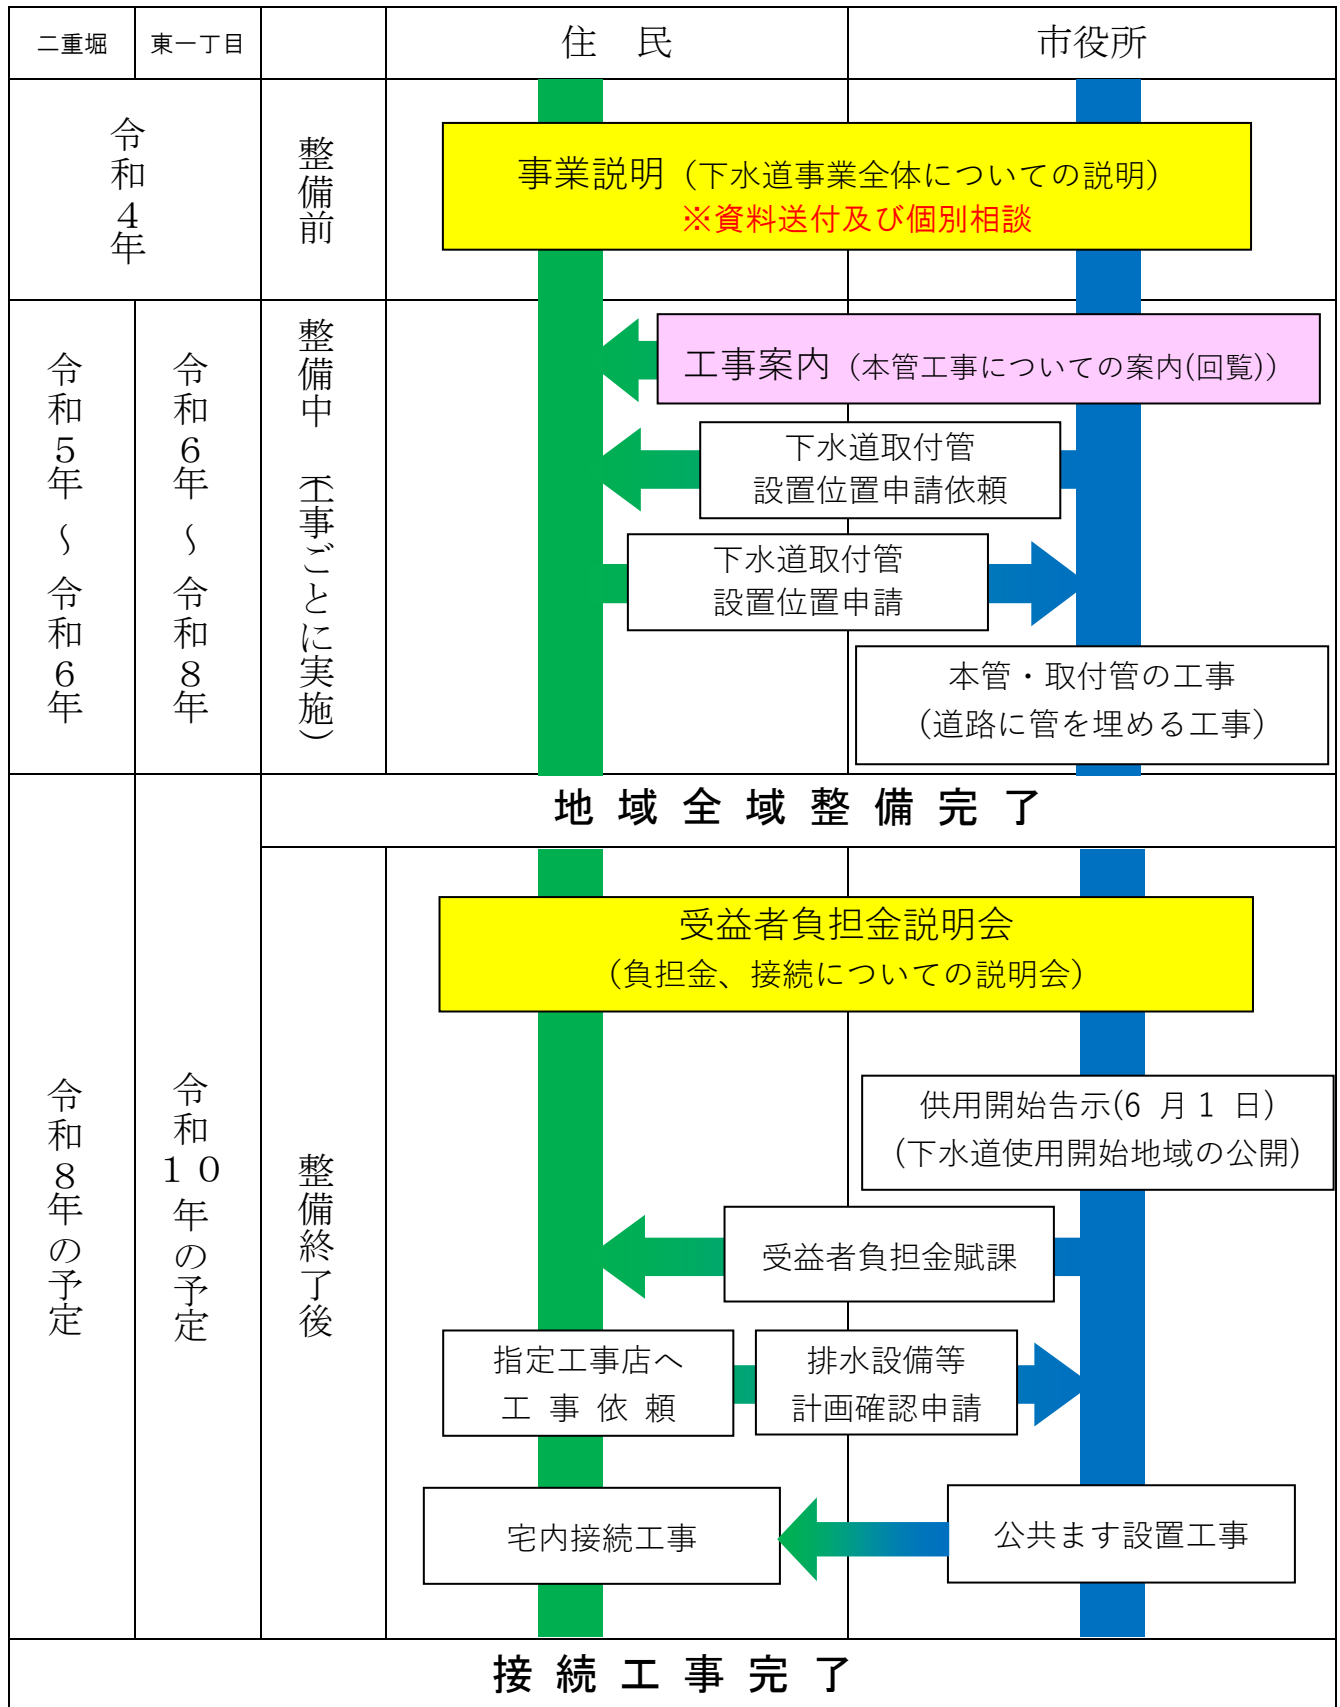 二重堀 東一丁目 住 民 市役所
令和４年
整備前
事業説明（下水道事業全体についての説明）
※資料送付及び個別相談
令和５年～令和６年
令和６年～令和８年
整備中（工事ごとに実施）
工事案内（本管工事についての案内(回覧)）
下水道取付管
設置位置申請依頼
下水道取付管
設置位置申請
本管・取付管の工事
（道路に管を埋める工事）
地域全域整備完了
令和８年の予定
令和１０年の予定
整備終了後
受益者負担金説明会
（負担金、接続についての説明会）
供用開始告示(6 月 1 日)
(下水道使用開始地域の公開)
受益者負担金賦課
指定工事店へ
工 事 依 頼
排水設備等
計画確認申請
宅内接続工事
公共ます設置工事
接続工事完了